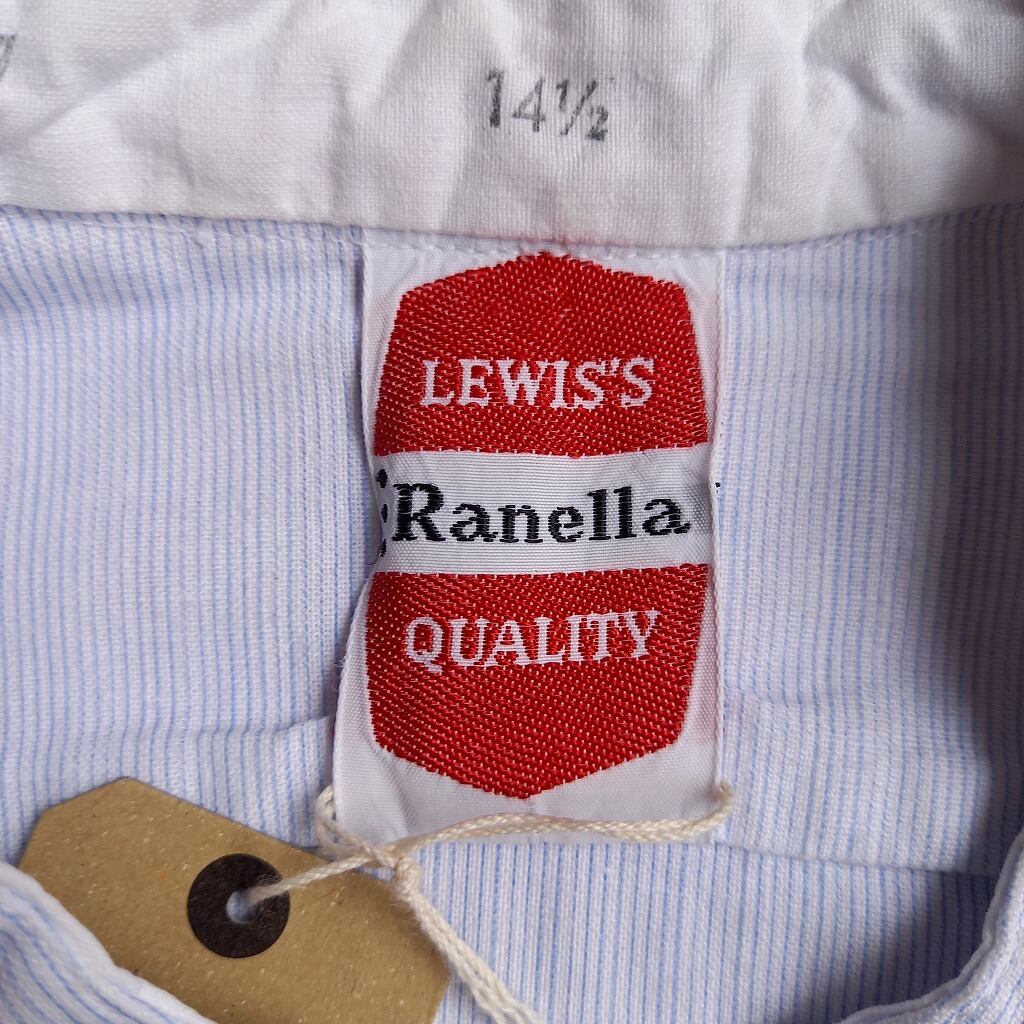 14½
LEWIS'S
Ranella
QUALITY